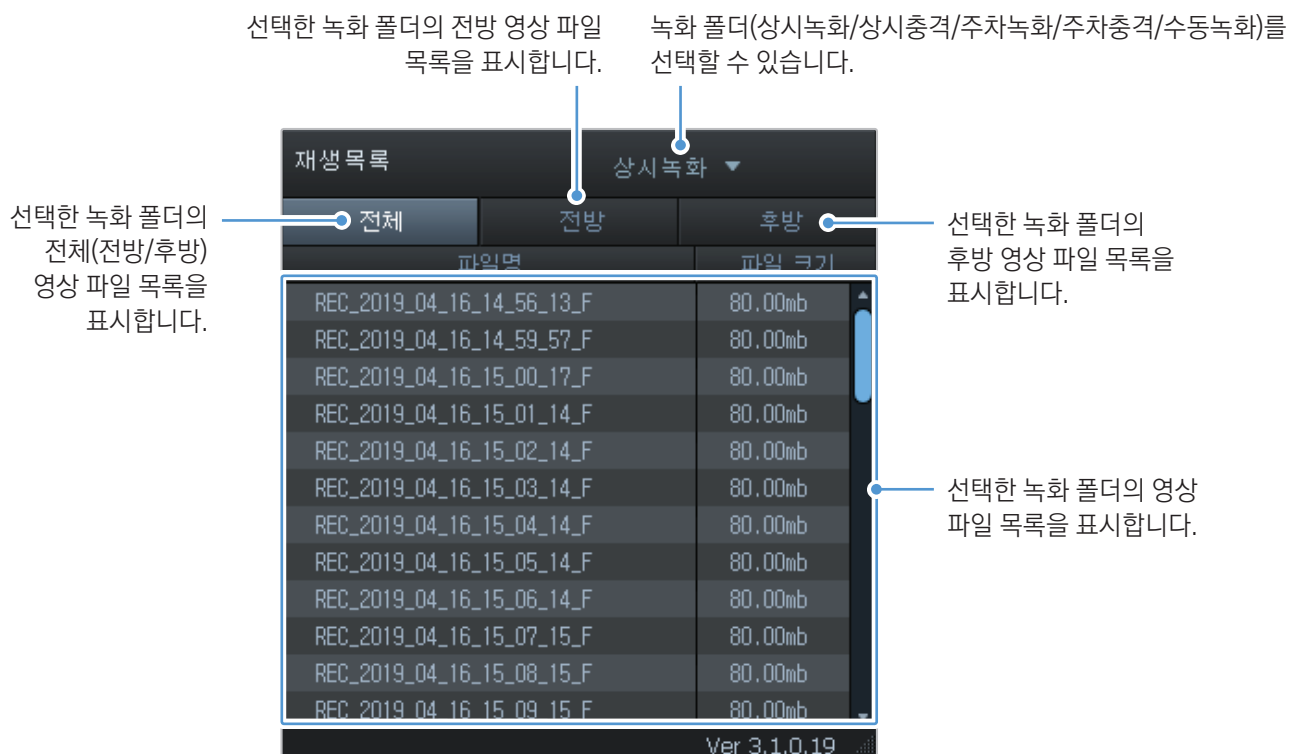 선택한 녹화 폴더의 전방 영상 파일
목록을 표시합니다.
녹화 폴더(상시녹화/상시충격/주차녹화/주차충격/수동녹화)를
선택할 수 있습니다.
재생목록
상시녹화
선택한 녹화 폴더의
전체(전방/후방)
영상 파일 목록을
표시합니다.
전체 전방 후방
선택한 녹화 폴더의
후방 영상 파일 목록을
표시합니다.
파일명 파일 크기
REC_2019_04_16_14_56_13_F 80.00mb
REC_2019_04_16_14_59_57_F 80.00mb
REC_2019_04_16_15_00_17_F 80.00mb
REC_2019_04_16_15_01_14_F 80.00mb
REC_2019_04_16_15_02_14_F 80.00mb
REC_2019_04_16_15_03_14_F 80.00mb
REC_2019_04_16_15_04_14_F 80.00mb
REC_2019_04_16_15_05_14_F 80.00mb
REC_2019_04_16_15_06_14_F 80.00mb
REC_2019_04_16_15_07_15_F 80.00mb
REC_2019_04_16_15_08_15_F 80.00mb
REC_2019_04_16_15_09_15_F 80.00mb
선택한 녹화 폴더의 영상
파일 목록을 표시합니다.
Ver 3.1.0.19